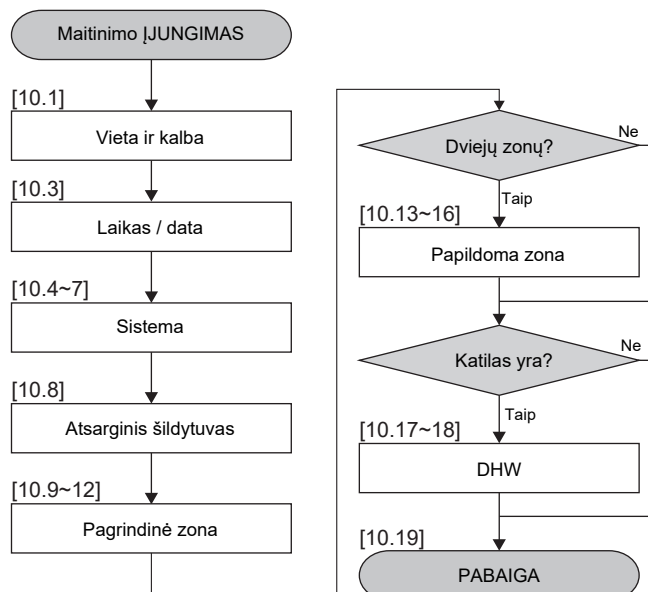 Maitinimo ĮJUNGIMAS
[10.1]
Vieta ir kalba
[10.3]
Laikas / data
[10.4~7]
Sistema
[10.8]
Atsarginis šildytuvas
[10.9~12]
Pagrindinė zona
Dviejų zonų?
Ne
Taip
[10.13~16]
Papildoma zona
Katilas yra?
Ne
Taip
[10.17~18]
DHW
[10.19]
PABAIGA